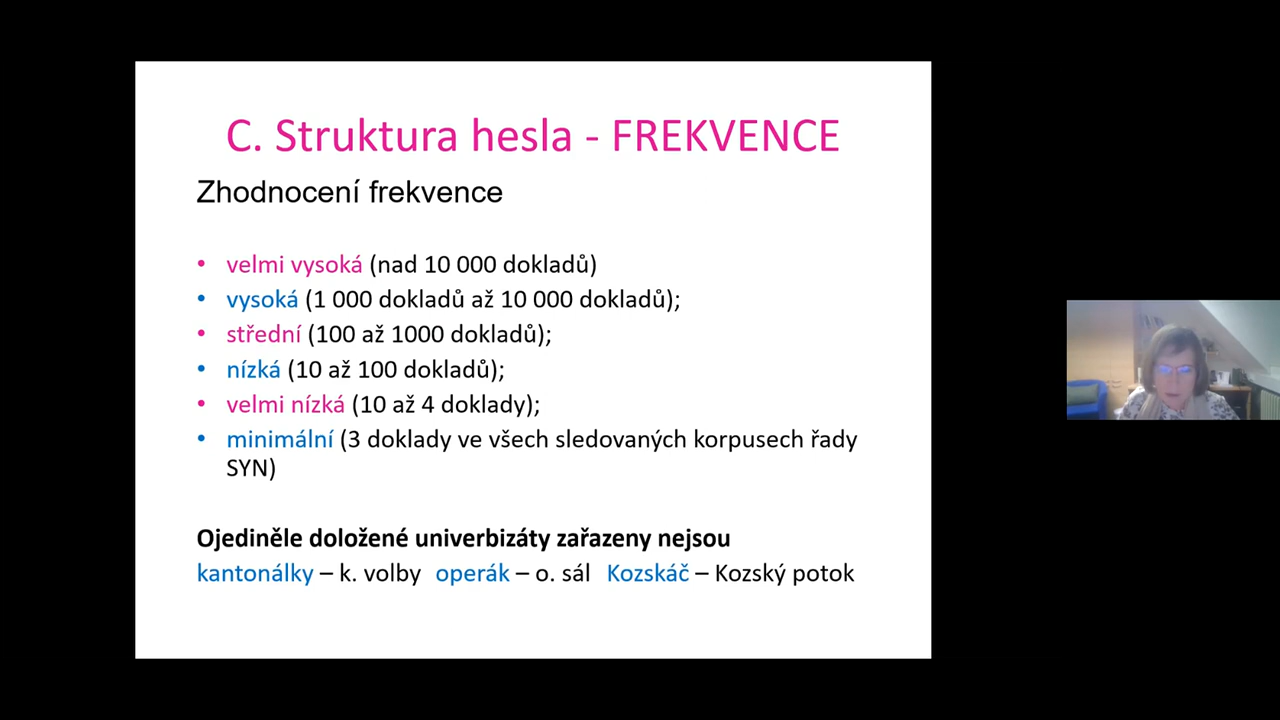 C. Struktura hesla - FREKVENCE
Zhodnocení frekvence
• velmi vysoká (nad 10 000 dokladů)
• vysoká (1 000 dokladů až 10 000 dokladů);
• střední (100 až 1000 dokladů);
• nízká (10 až 100 dokladů);
• velmi nízká (10 až 4 doklady);
• minimální (3 doklady ve všech sledovaných korpusech řady
SYN)
Ojediněle doložené univerbizáty zařazeny nejsou
kantonálky – k. volby operák – o. sál Kozskáč – Kozský potok